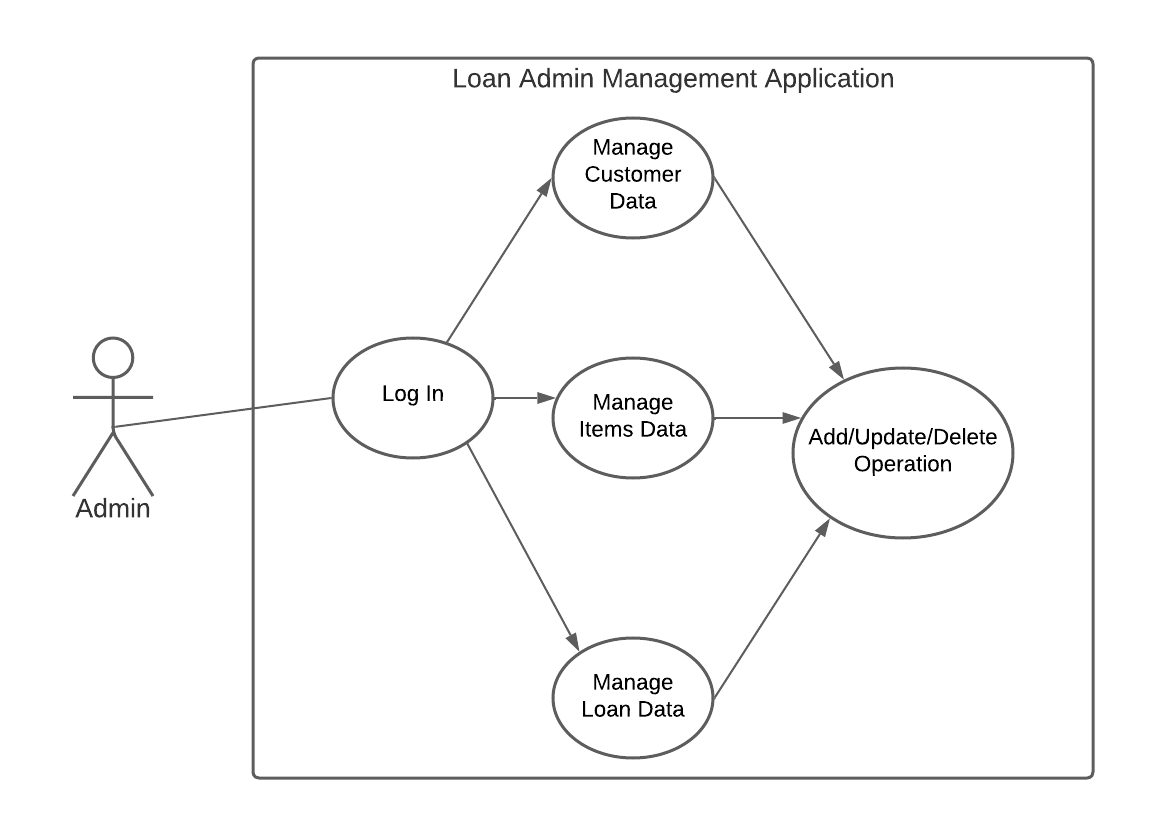 Loan Admin Management Application
Manage
Customer
Data
Log In
Manage
Items Data
Add/Update/Delete
Operation
Admin
Manage
Loan Data